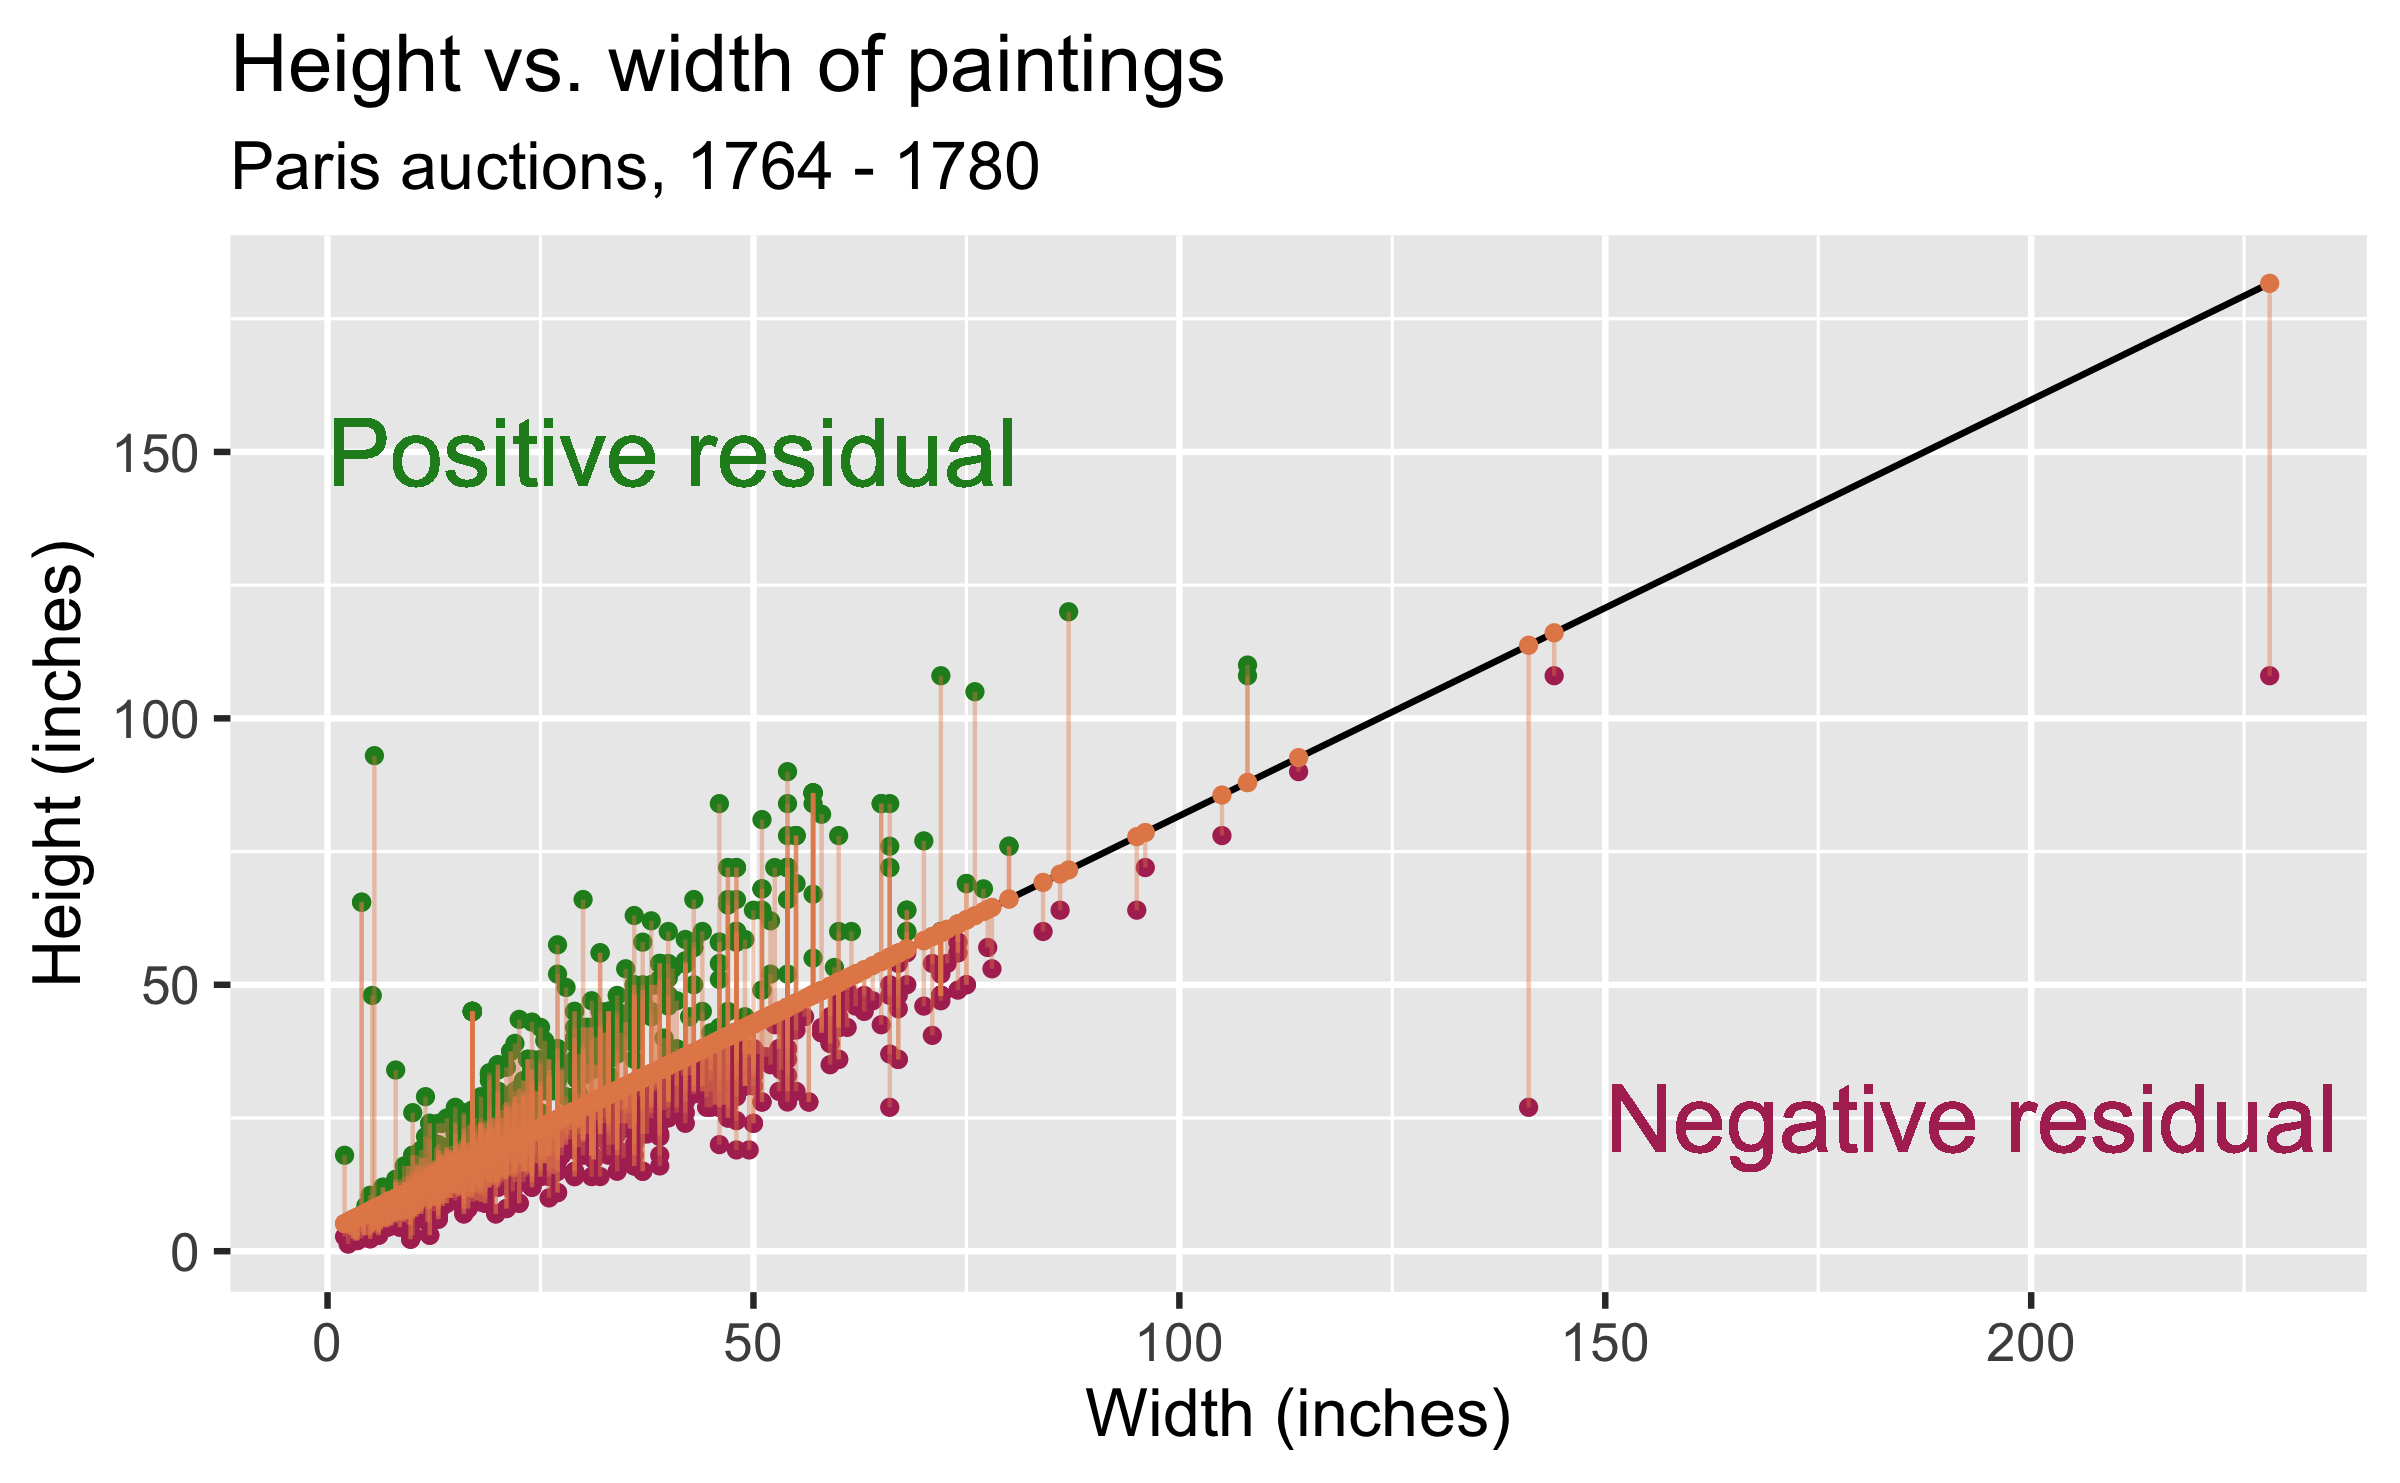 Height vs. width of paintings
Paris auctions, 1764 - 1780
Positive residual
Negative residual
Height (inches)
150
100
50
0
0 50 100 150 200
Width (inches)